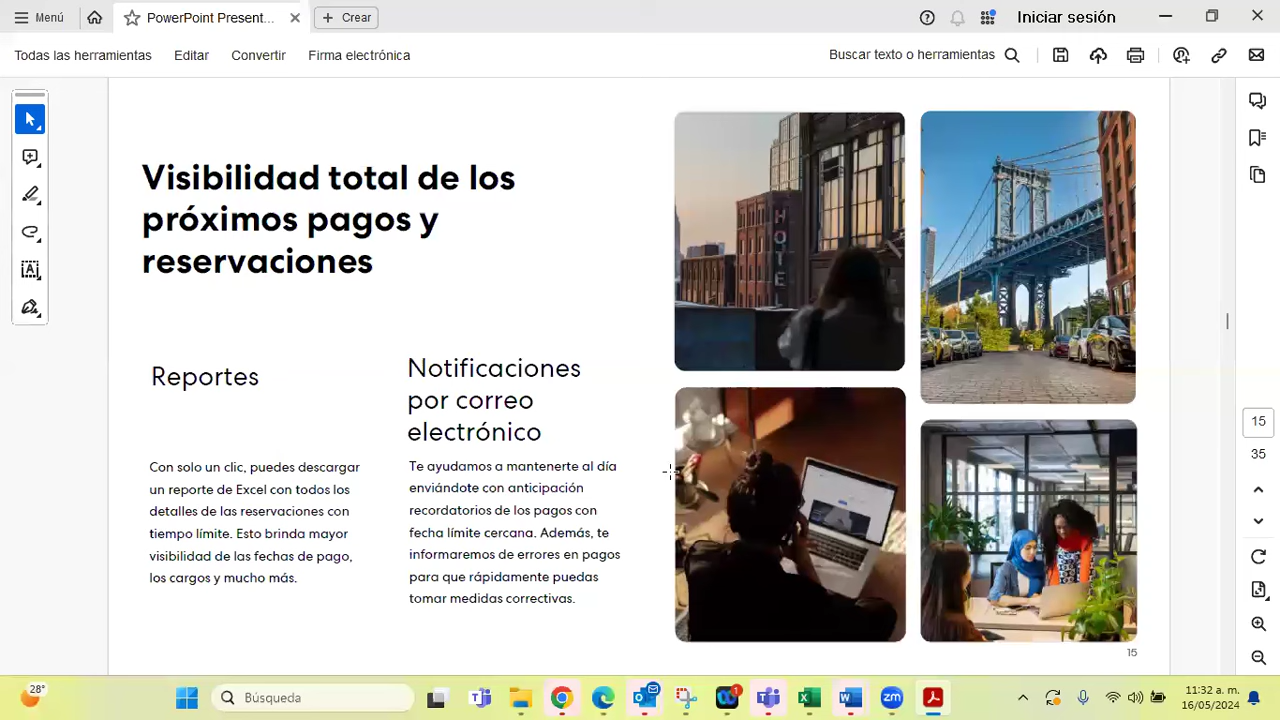 Menú
PowerPoint Present...
Crear
Iniciar sesión
Todas las herramientas
Editar
Convertir
Firma electrónica
Buscar texto o herramientas
Visibilidad total de los
próximos pagos y
reservaciones
Reportes
Con solo un clic, puedes descargar
un reporte de Excel con todos los
detalles de las reservaciones con
tiempo límite. Esto brinda mayor
visibilidad de las fechas de pago,
los cargos y mucho más.
Notificaciones
por correo
electrónico
Te ayudamos a mantenerte al día
enviándote con anticipación
recordatorios de los pagos con
fecha límite cercana. Además, te
informaremos de errores en pagos
para que rápidamente puedas
tomar medidas correctivas.
HOTEL
15
15
35
28°
Búsqueda
1
zm
11:32 a. m.
16/05/2024